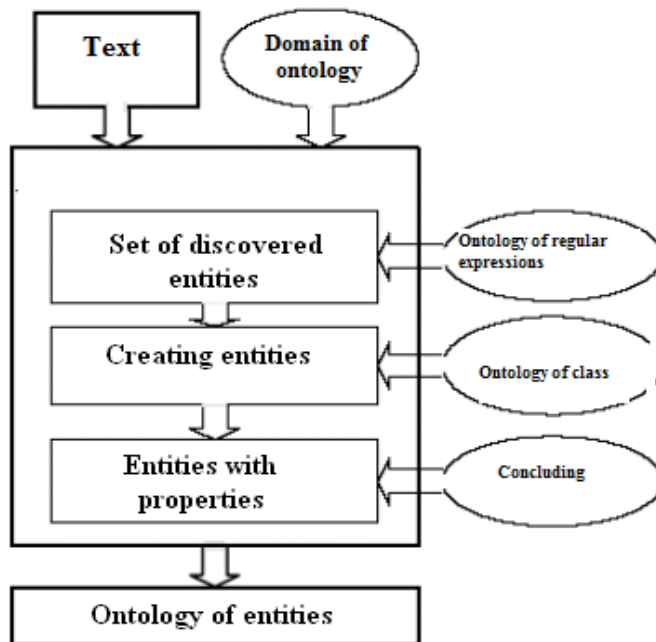 Text
Domain of
ontology
Set of discovered
entities
Ontology of regular
expressions
Creating entities
Ontology of class
Entities with
properties
Concluding
Ontology of entities